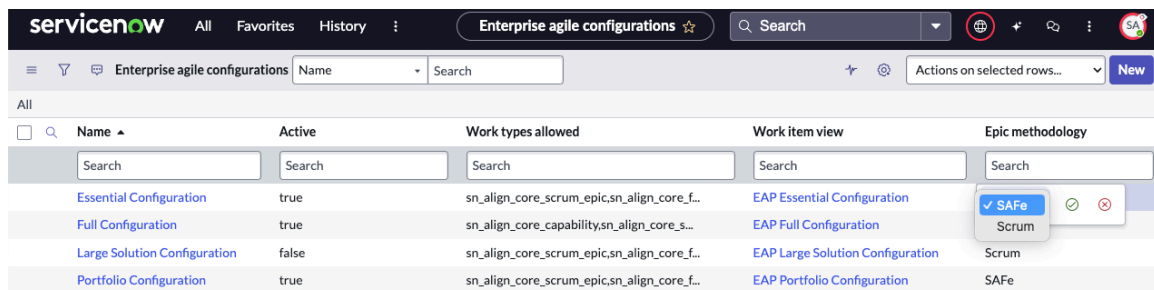 servicenow All Favorites History Enterprise agile configurations Search SA
Enterprise agile configurations Name Search Actions on selected rows... New
All
Name Active Work types allowed Work item view Epic methodology
Search Search Search Search Search
Essential Configuration true sn_align_core_scrum_epic,sn_align_core_f... EAP Essential Configuration SAFe
Full Configuration true sn_align_core_capability,sn_align_core_s... EAP Full Configuration Scrum
Large Solution Configuration false sn_align_core_scrum_epic,sn_align_core_f... EAP Large Solution Configuration Scrum
Portfolio Configuration true sn_align_core_scrum_epic,sn_align_core_f... EAP Portfolio Configuration SAFe